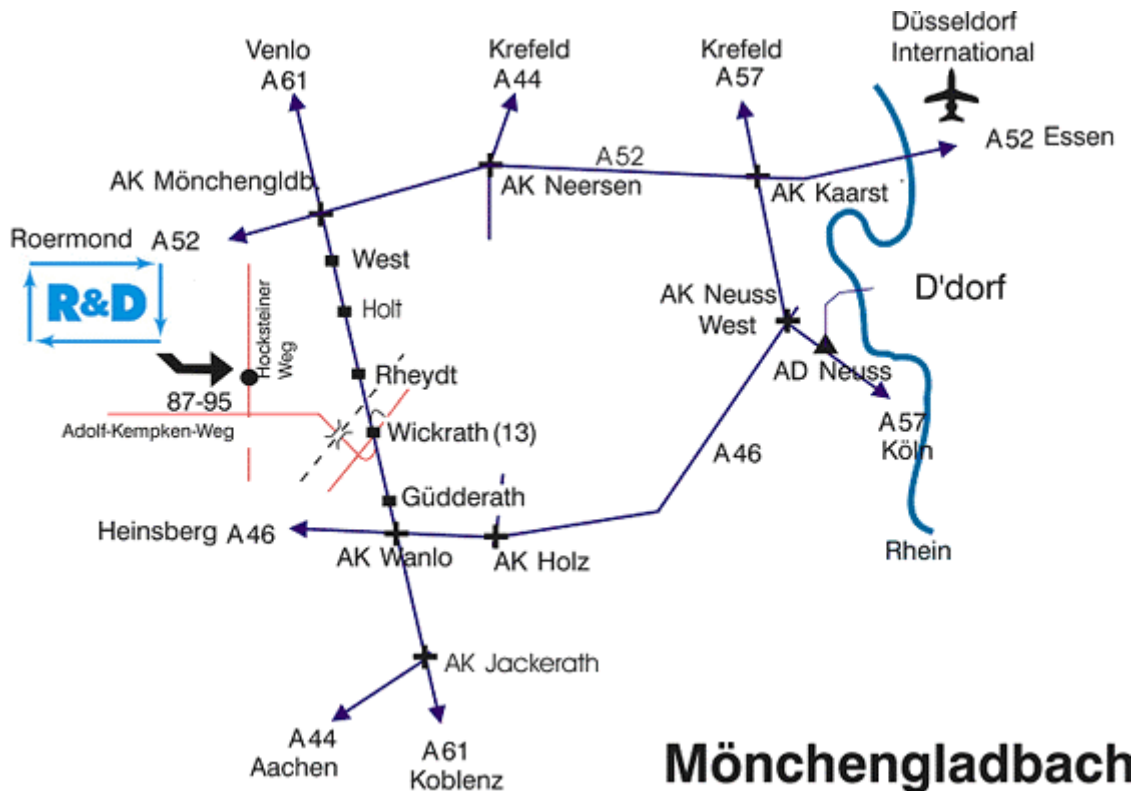 Düsseldorf
International
Venlo
A61
Krefeld
A44
Krefeld
A57
A52 Essen
A52
AK Mönchengldb.
AK Neersen
AK Kaarst
Roermond A52
R&D
West
Holt
Hocksteiner
Weg
AK Neuss
West
D'dorf
Rheydt
AD Neuss
87-95
Adolf-Kempken-Weg
Wickrath (13)
A57
Köln
A46
Güdderath
Heinsberg A46
AK Wanlo
AK Holz
Rhein
AK Jackerath
A44
Aachen
A61
Koblenz
Mönchengladbach